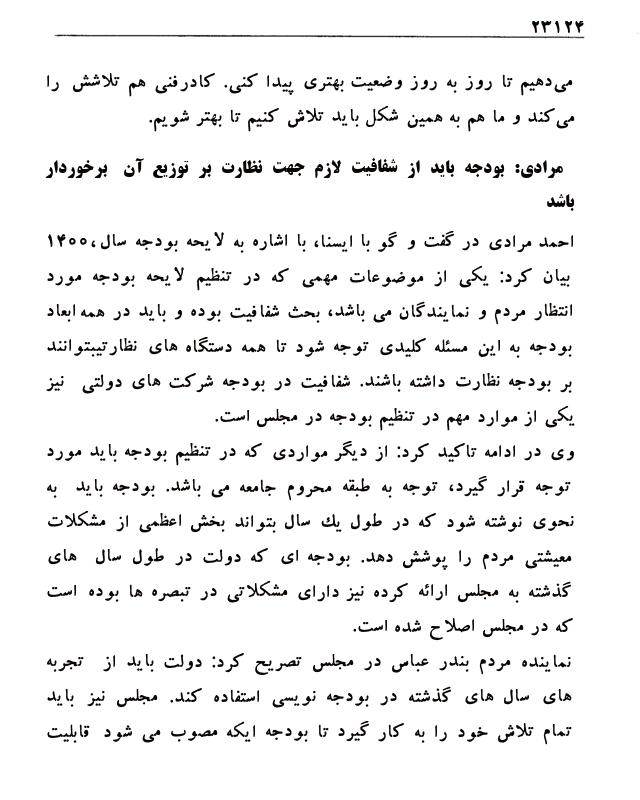 ۲۳۱۲۴
می‌دهیم تا روز به روز وضعیت بهتری پیدا کنی. کادرفنی هم تلاشش را
می‌کند و ما هم به همین شکل باید تلاش کنیم تا بهتر شویم.
مرادی: بودجه باید از شفافیت لازم جهت نظارت بر توزیع آن برخوردار
باشد
احمد مرادی در گفت و گو با ایسنا، با اشاره به لایحه بودجه سال،۱۴۰۰
بیان کرد: یکی از موضوعات مهمی که در تنظیم لایحه بودجه مورد
انتظار مردم و نمایندگان می باشد، بحث شفافیت بوده و باید در همه ابعاد
بودجه به این مسئله کلیدی توجه شود تا همه دستگاه های نظارتیبتوانند
بر بودجه نظارت داشته باشند. شفافیت در بودجه شرکت های دولتی نیز
یکی از موارد مهم در تنظیم بودجه در مجلس است.
وی در ادامه تاکید کرد: از دیگر مواردی که در تنظیم بودجه باید مورد
توجه قرار گیرد، توجه به طبقه محروم جامعه می باشد. بودجه باید به
نحوی نوشته شود که در طول یك سال بتواند بخش اعظمی از مشکلات
معیشتی مردم را پوشش دهد. بودجه ای که دولت در طول سال های
گذشته به مجلس ارائه کرده نیز دارای مشکلاتی در تبصره ها بوده است
که در مجلس اصلاح شده است.
نماینده مردم بندر عباس در مجلس تصریح کرد: دولت باید از تجربه
های سال های گذشته در بودجه نویسی استفاده کند. مجلس نیز باید
تمام تلاش خود را به کار گیرد تا بودجه ایکه مصوب می شود قابلیت